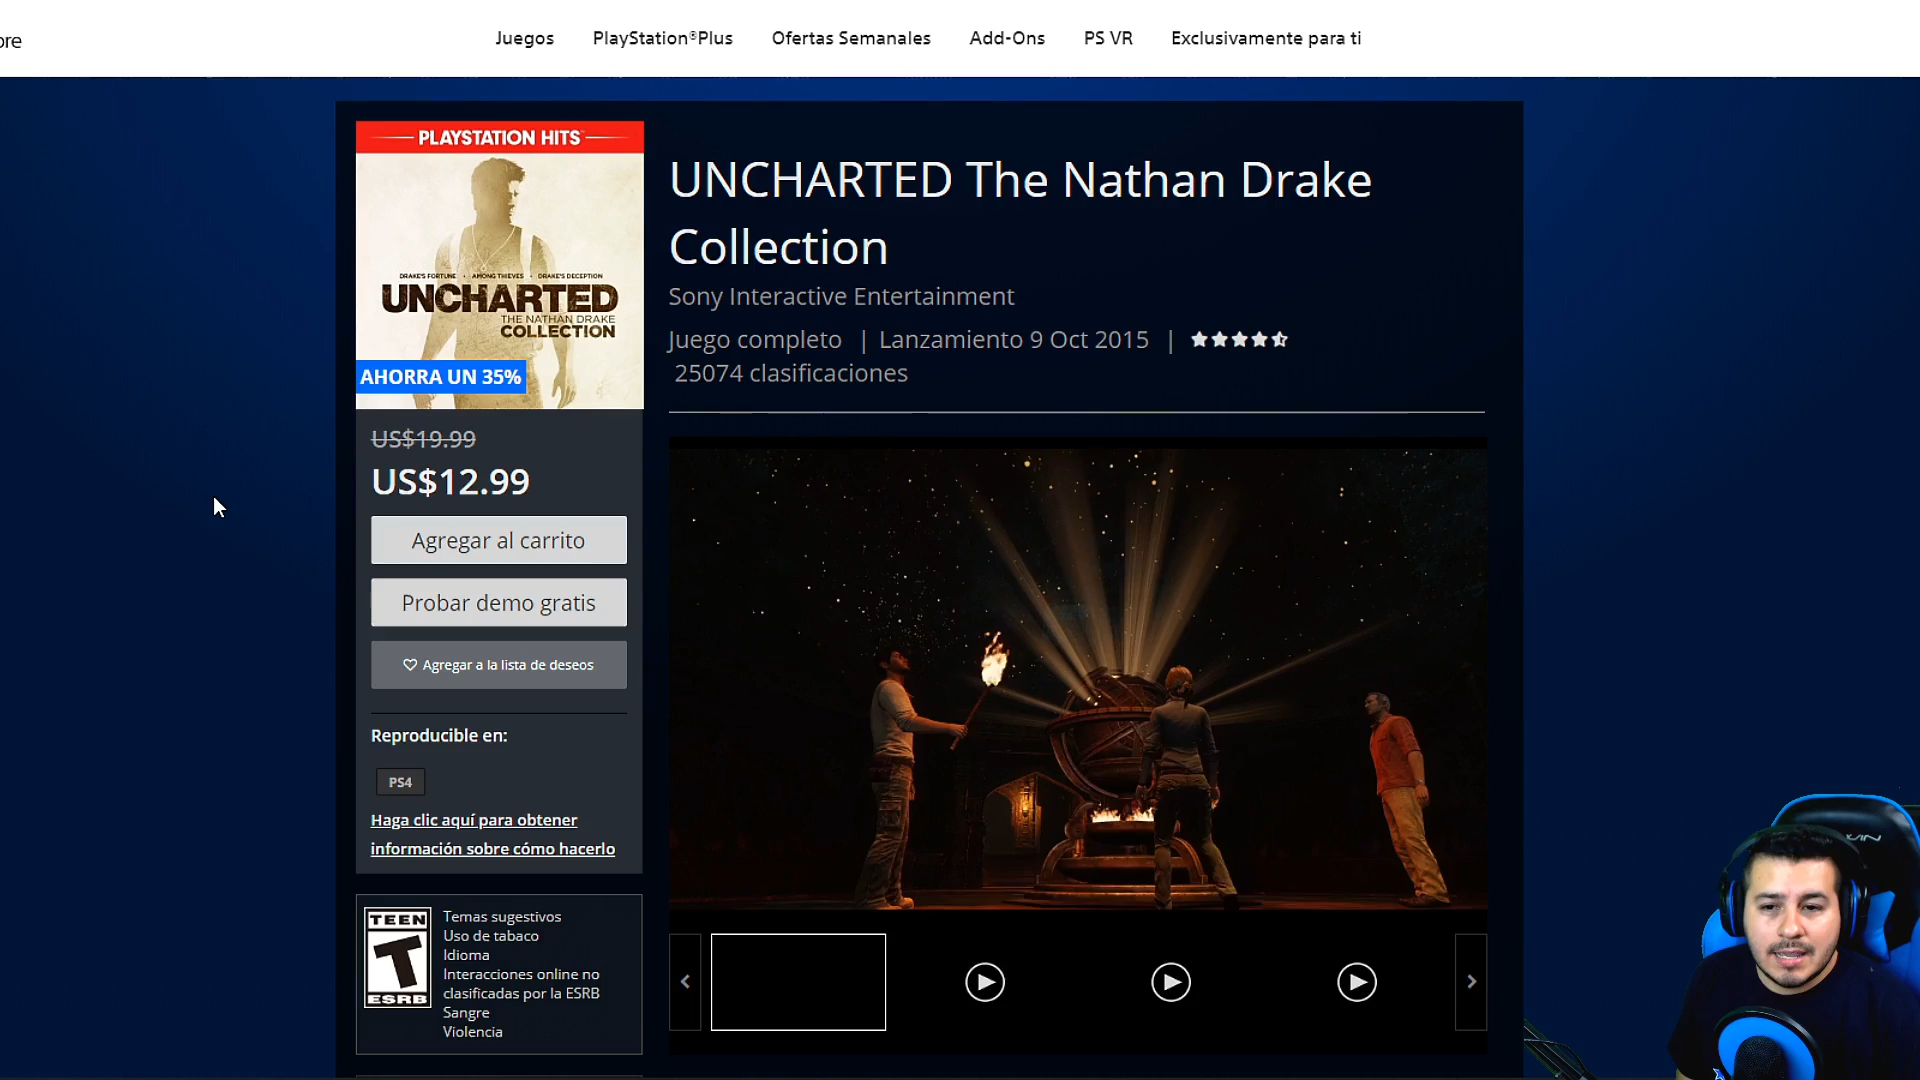 ore
Juegos
PlayStation®Plus
Ofertas Semanales
Add-Ons
PS VR
Exclusivamente para ti
PLAYSTATION HITS
DRAKE'S FORTUNE • AMONG THIEVES • DRAKE'S DECEPTION
UNCHARTED
THE NATHAN DRAKE
COLLECTION
AHORRA UN 35%
US$19.99
US$12.99
Agregar al carrito
Probar demo gratis
Agregar a la lista de deseos
Reproducible en:
PS4
Haga clic aquí para obtener
información sobre cómo hacerlo
TEEN
T
ESRB
Temas sugestivos
Uso de tabaco
Idioma
Interacciones online no
clasificadas por la ESRB
Sangre
Violencia
UNCHARTED The Nathan Drake
Collection
Sony Interactive Entertainment
Juego completo | Lanzamiento 9 Oct 2015 |
25074 clasificaciones